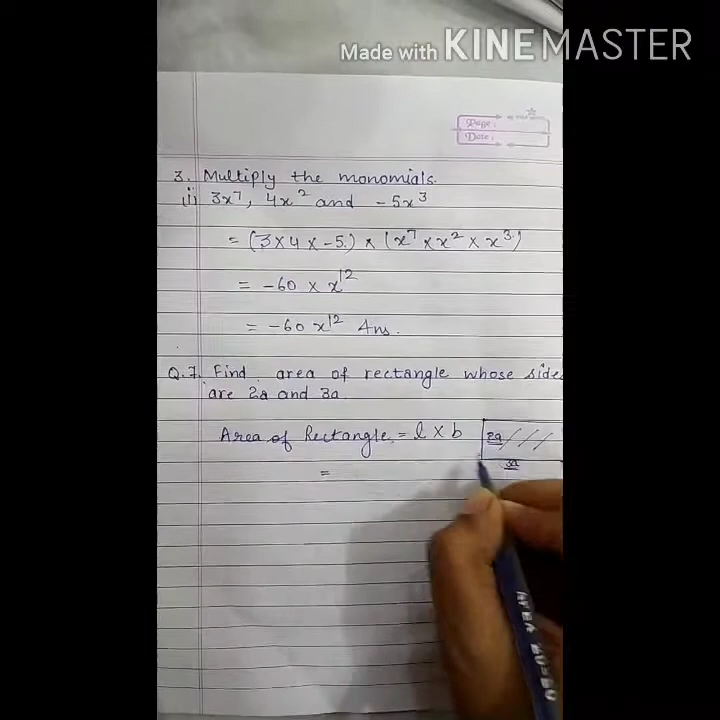 Made with KINEMASTER
Page:
Date:
3. Multiply the monomials.
(i) 3x⁷, 4x² and -5x³
= (3 x 4 x -5) x (x⁷ x x² x x³)
= -60 x x¹²
= -60 x¹² Ans.
Q.7. Find area of rectangle whose side
are 2a and 3a
Area of Rectangle = l x b
2a
3a
=